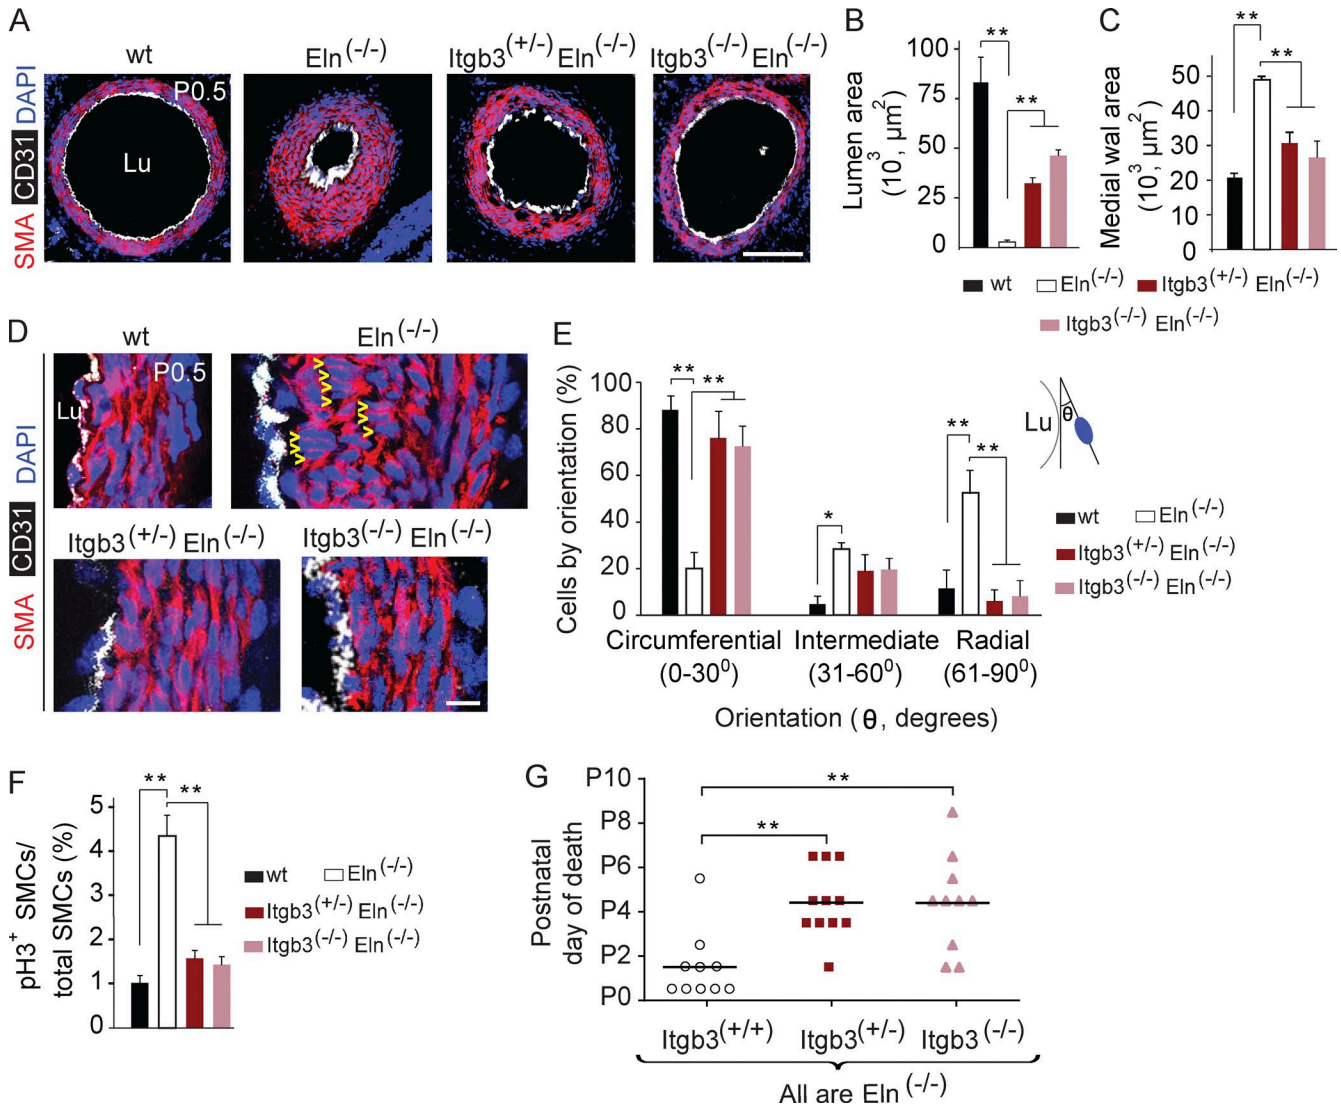 A
wt
Eln(-/-)
Itgb3(+/-) Eln(-/-)
Itgb3(-/-) Eln(-/-)
SMA CD31 DAPI
P0.5
Lu
B
Lumen area
(10³, µm²)
100
75
50
25
0
**
**
C
Medial wal area
(10³, µm²)
50
40
30
20
10
0
**
**
wt
Eln(-/-)
Itgb3(+/-) Eln(-/-)
Itgb3(-/-) Eln(-/-)
D
wt
Eln(-/-)
SMA CD31 DAPI
P0.5
Lu
Itgb3(+/-) Eln(-/-)
Itgb3(-/-) Eln(-/-)
E
Cells by orientation (%)
100
80
60
40
20
0
**
**
*
**
**
Lu
θ
wt
Eln(-/-)
Itgb3(+/-) Eln(-/-)
Itgb3(-/-) Eln(-/-)
Circumferential
(0-30⁰)
Intermediate
(31-60⁰)
Radial
(61-90⁰)
Orientation (θ, degrees)
F
pH3⁺ SMCs/
total SMCs (%)
5
4
3
2
1
0
**
**
wt
Eln(-/-)
Itgb3(+/-) Eln(-/-)
Itgb3(-/-) Eln(-/-)
G
Postnatal
day of death
P10
P8
P6
P4
P2
P0
**
**
Itgb3(+/+)
Itgb3(+/-)
Itgb3(-/-)
All are Eln(-/-)